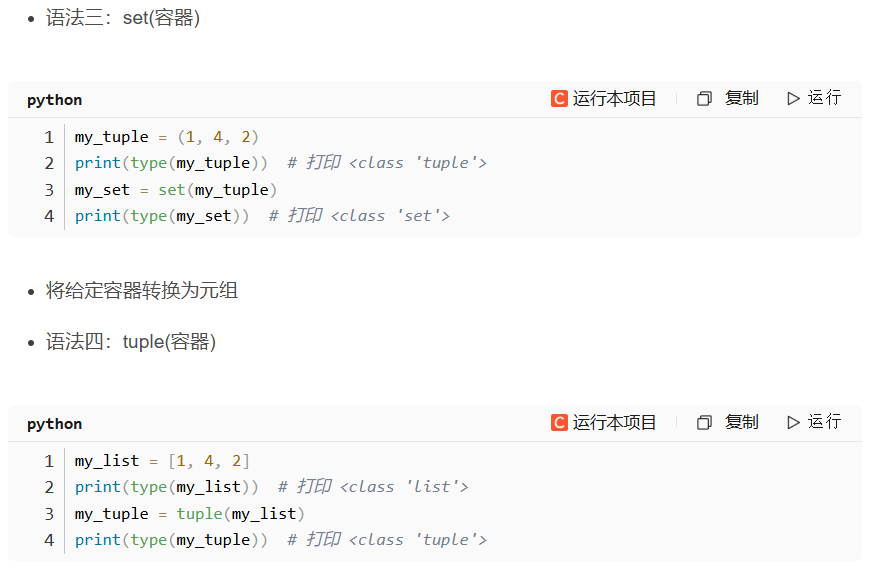 语法三：set(容器)
python
C 运行本项目 复制 运行
1 my_tuple = (1, 4, 2)
2 print(type(my_tuple))  # 打印 <class 'tuple'>
3 my_set = set(my_tuple)
4 print(type(my_set))  # 打印 <class 'set'>
将给定容器转换为元组
语法四：tuple(容器)
python
C 运行本项目 复制 运行
1 my_list = [1, 4, 2]
2 print(type(my_list))  # 打印 <class 'list'>
3 my_tuple = tuple(my_list)
4 print(type(my_tuple))  # 打印 <class 'tuple'>